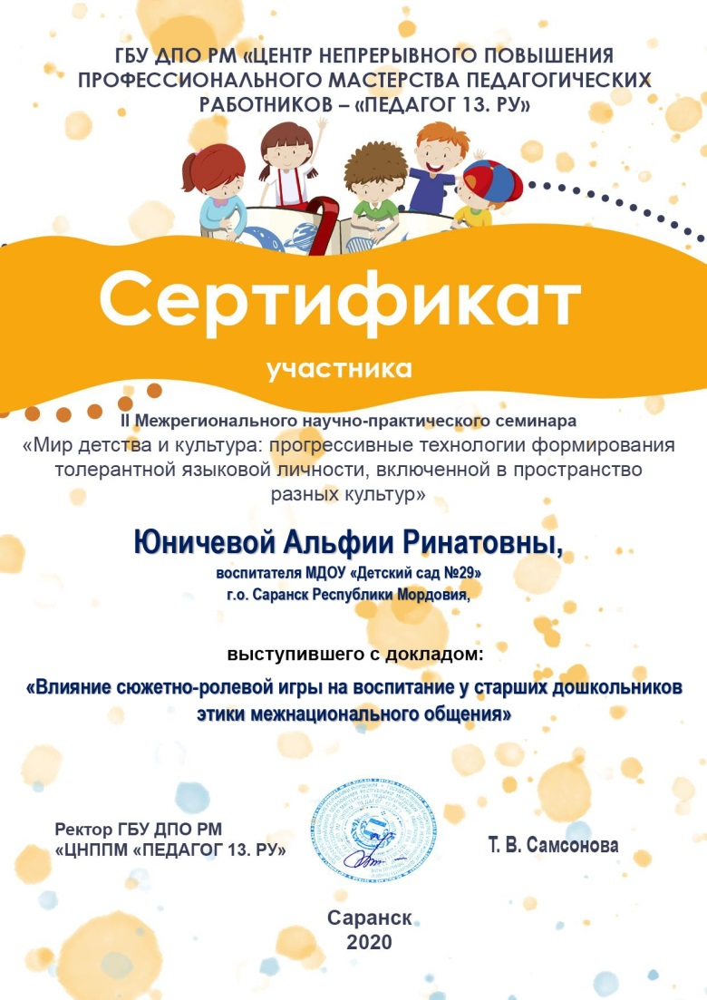 ГБУ ДПО РМ «ЦЕНТР НЕПРЕРЫВНОГО ПОВЫШЕНИЯ
ПРОФЕССИОНАЛЬНОГО МАСТЕРСТВА ПЕДАГОГИЧЕСКИХ
РАБОТНИКОВ – «ПЕДАГОГ 13. РУ»
Сертификат
участника
II Межрегионального научно-практического семинара
«Мир детства и культура: прогрессивные технологии формирования
толерантной языковой личности, включенной в пространство
разных культур»
Юничевой Альфии Ринатовны,
воспитателя МДОУ «Детский сад №29»
г.о. Саранск Республики Мордовия,
выступившего с докладом:
«Влияние сюжетно-ролевой игры на воспитание у старших дошкольников
этики межнационального общения»
Ректор ГБУ ДПО РМ
«ЦНППМ «ПЕДАГОГ 13. РУ»
Т. В. Самсонова
Саранск
2020